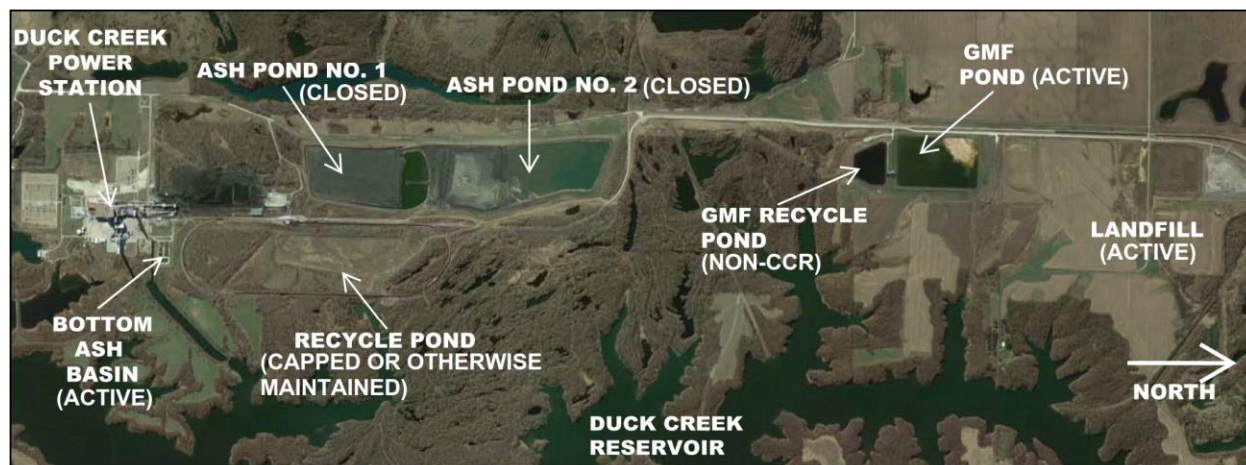 DUCK CREEK
POWER
STATION
ASH POND NO. 1
(CLOSED)
ASH POND NO. 2 (CLOSED)
GMF
POND (ACTIVE)
GMF RECYCLE
POND
(NON-CCR)
LANDFILL
(ACTIVE)
BOTTOM
ASH
BASIN
(ACTIVE)
RECYCLE POND
(CAPPED OR OTHERWISE
MAINTAINED)
DUCK CREEK
RESERVOIR
NORTH